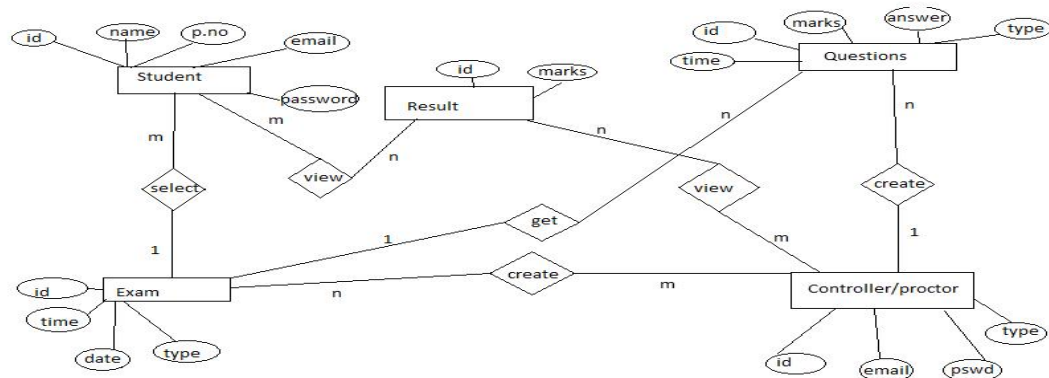 id
name
p.no
email
Student
password
m
m
select
1
view
n
id
marks
Result
n
view
m
id
marks
answer
type
time
Questions
n
n
create
1
get
1
create
n
m
Exam
id
time
date
type
Controller/proctor
id
email
pswd
type